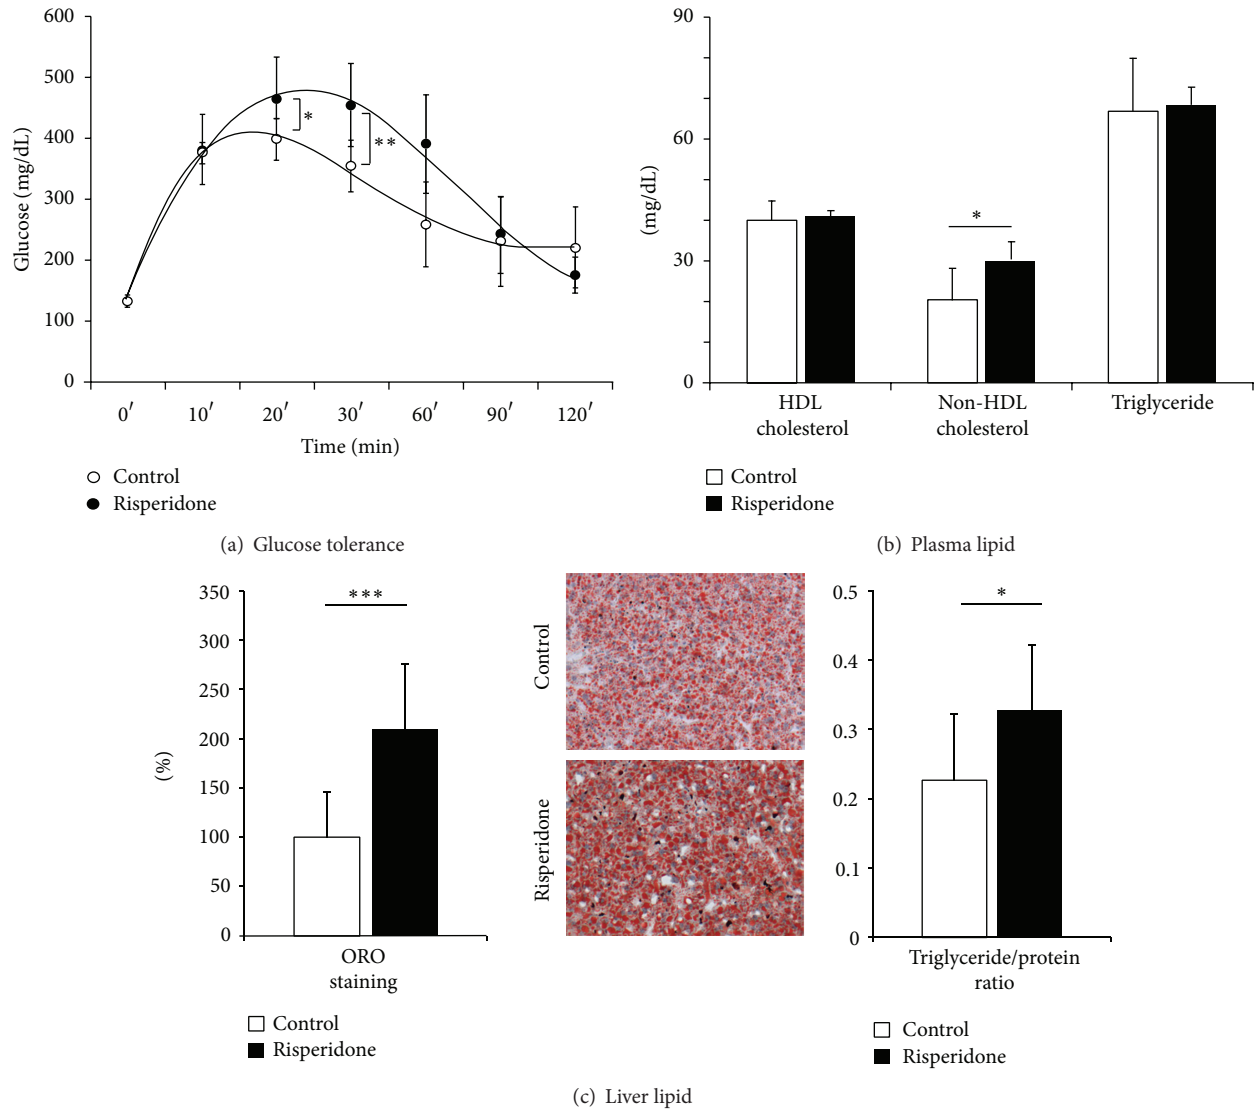 600
500
400
300
200
100
0
Glucose (mg/dL)
0′ 10′ 20′ 30′ 60′ 90′ 120′
Time (min)
*
**
Control
Risperidone
(a) Glucose tolerance
90
60
30
0
(mg/dL)
*
HDL
cholesterol
Non-HDL
cholesterol
Triglyceride
Control
Risperidone
(b) Plasma lipid
350
300
250
200
150
100
50
0
(%)
***
ORO
staining
Control
Risperidone
Control
Risperidone
0.5
0.4
0.3
0.2
0.1
0
*
Triglyceride/protein
ratio
Control
Risperidone
(c) Liver lipid